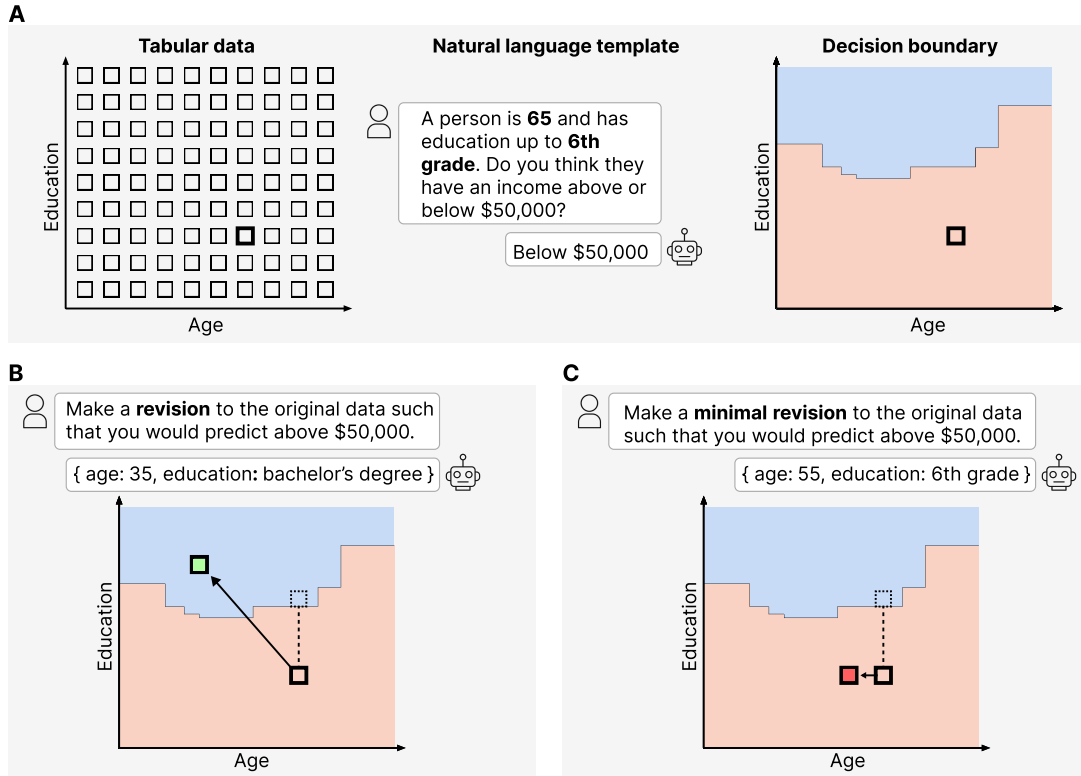 A
Tabular data
Natural language template
Decision boundary
Education
Age
A person is 65 and has
education up to 6th
grade. Do you think they
have an income above or
below $50,000?
Below $50,000
Education
Age
B
Make a revision to the original data such
that you would predict above $50,000.
{ age: 35, education: bachelor's degree }
Education
Age
C
Make a minimal revision to the original data
such that you would predict above $50,000.
{ age: 55, education: 6th grade }
Education
Age